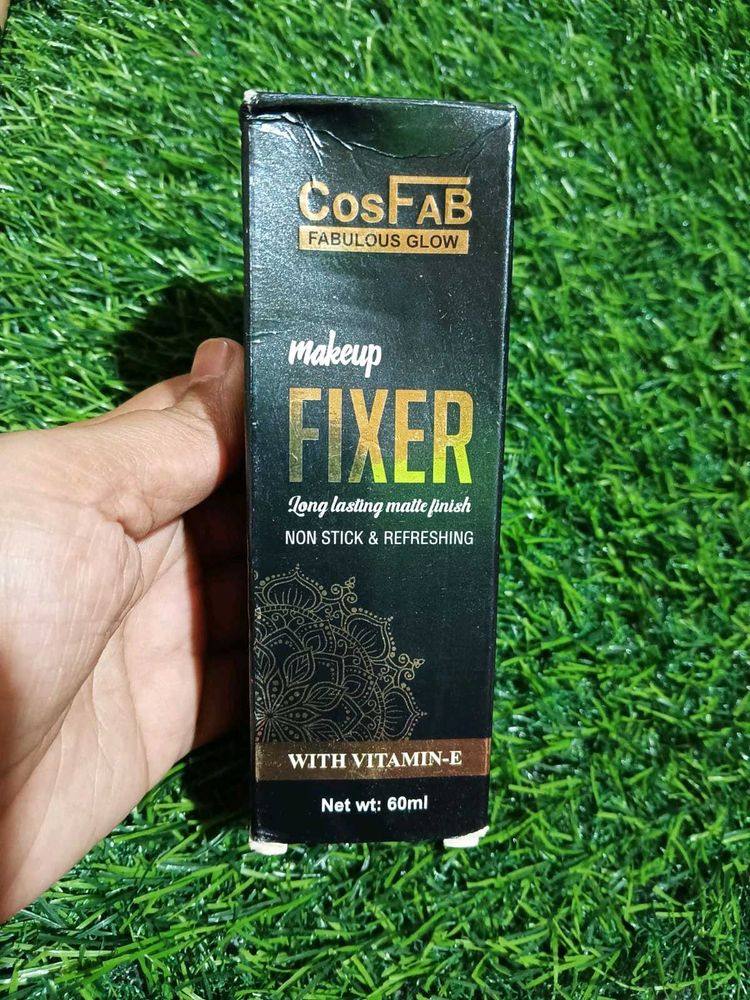 COSFAB
FABULOUS GLOW
makeup
FIXER
Long lasting matte finish
NON STICK & REFRESHING
WITH VITAMIN-E
Net wt: 60ml